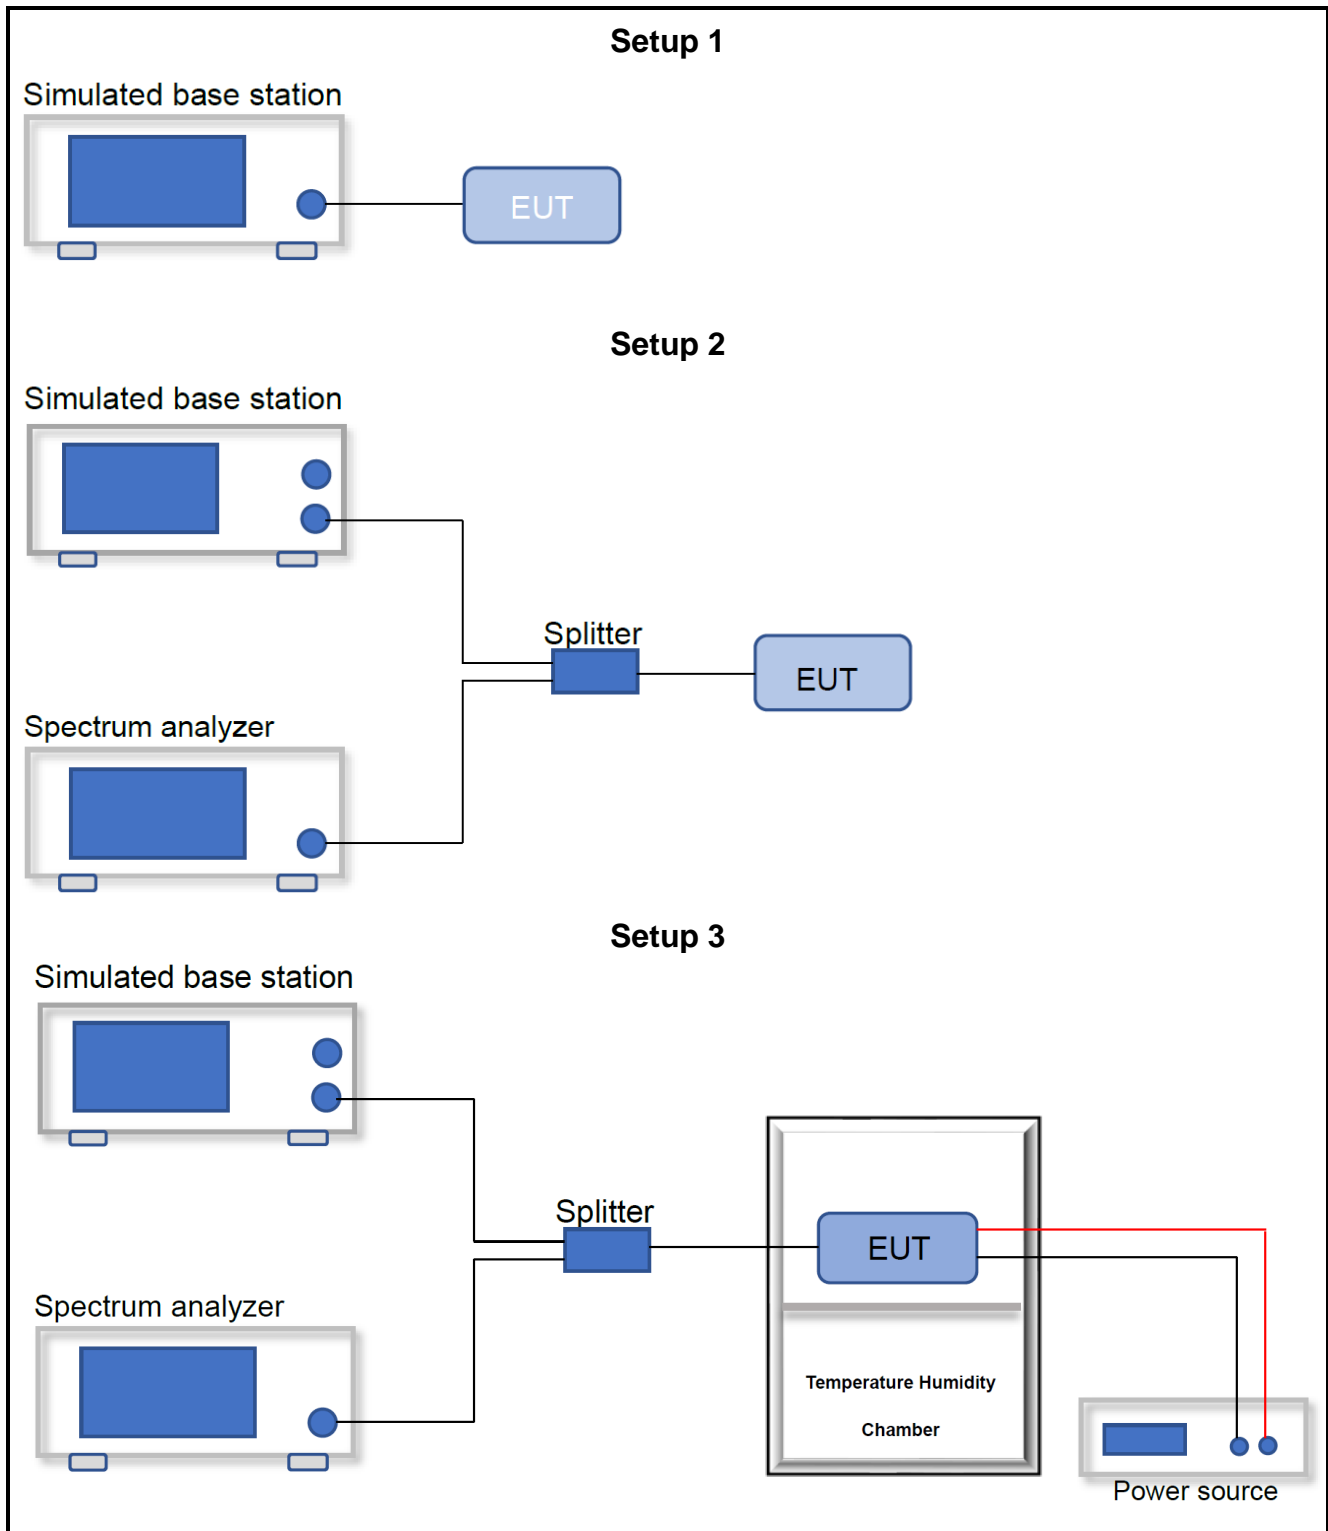 Setup 1
Simulated base station
EUT
Setup 2
Simulated base station
Splitter
EUT
Spectrum analyzer
Setup 3
Simulated base station
Splitter
EUT
Spectrum analyzer
Temperature Humidity
Chamber
Power source